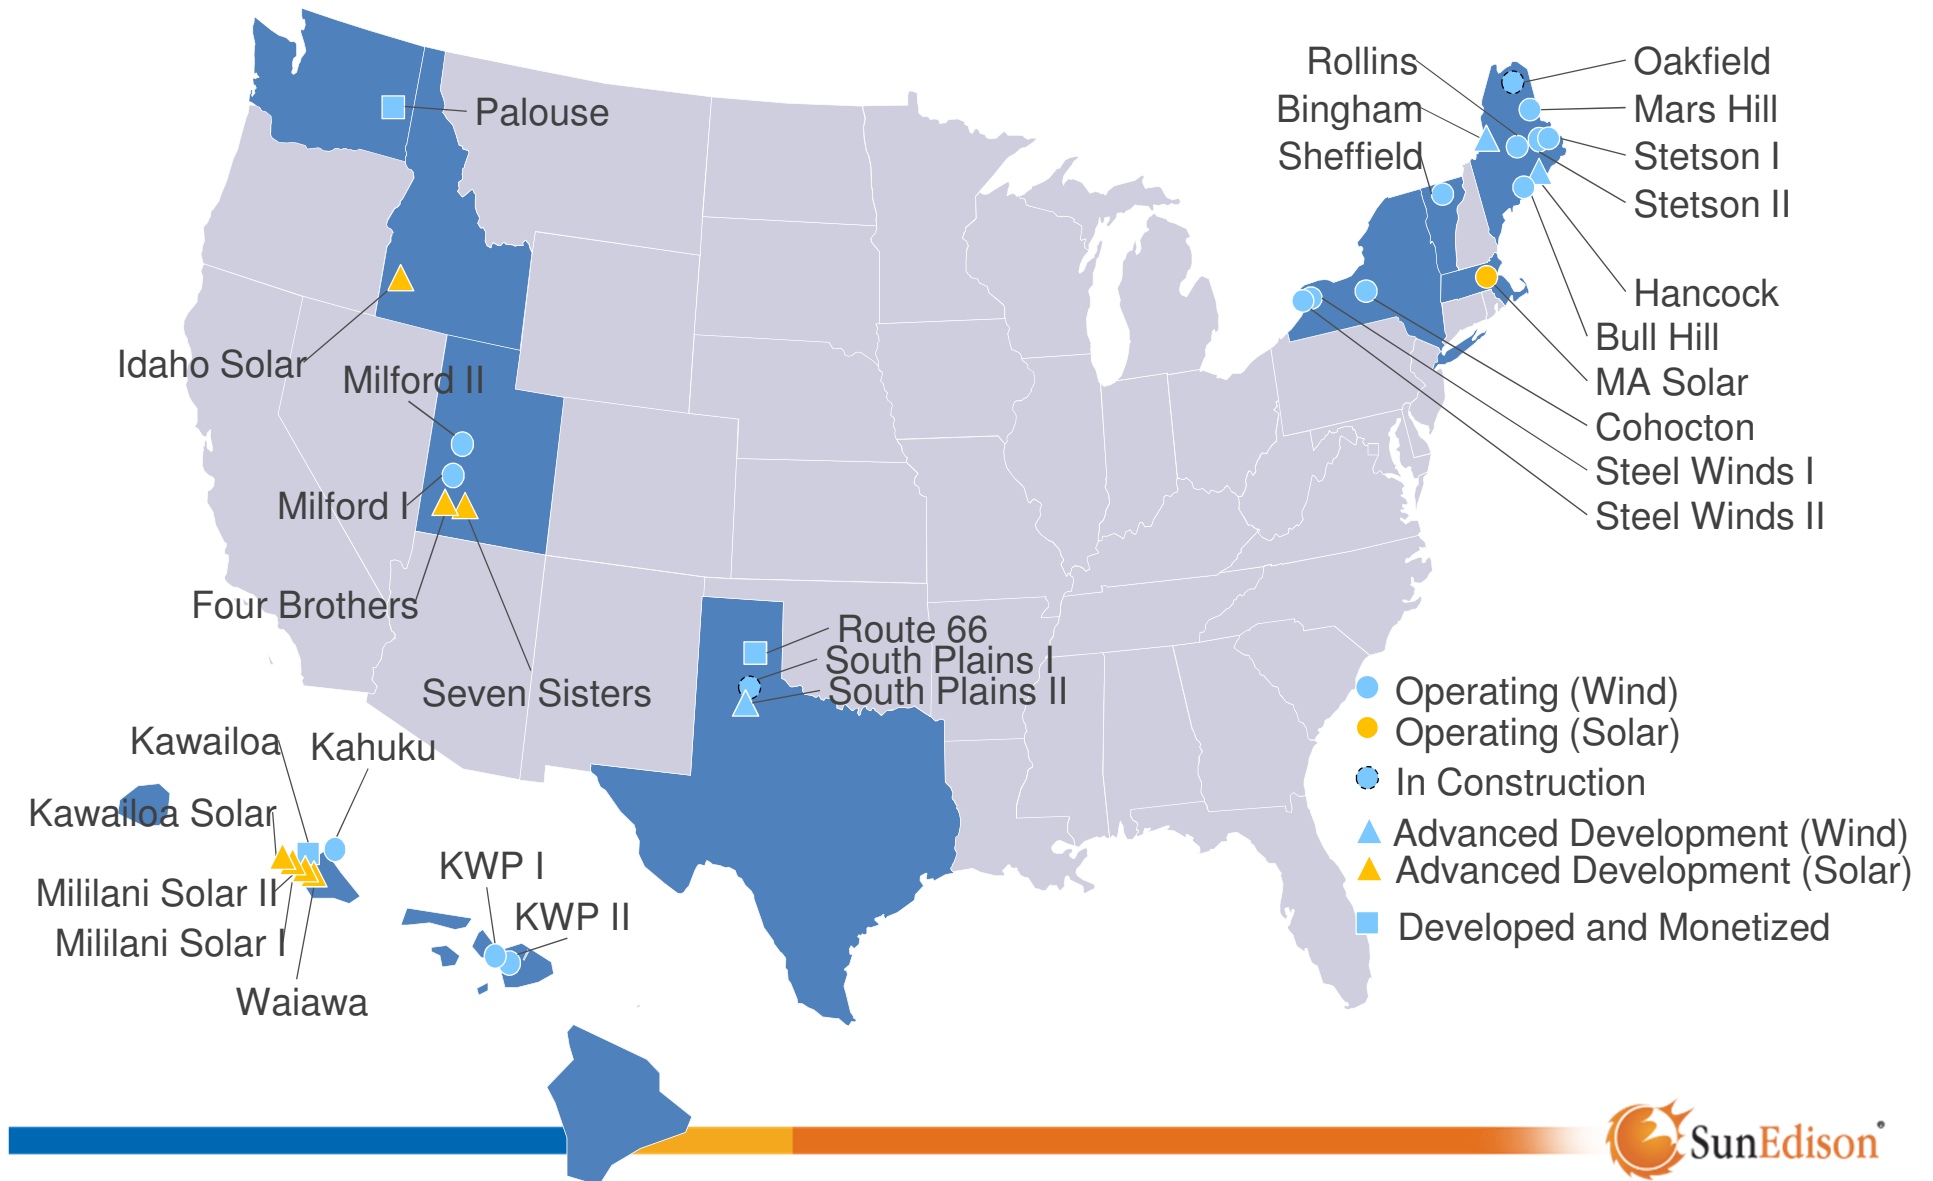 Rollins
Oakfield
Bingham
Mars Hill
Palouse
Sheffield
Stetson I
Stetson II
Hancock
Bull Hill
Idaho Solar
Milford II
MA Solar
Cohocton
Steel Winds I
Milford I
Steel Winds II
Four Brothers
Route 66
South Plains I
Seven Sisters
South Plains II
Operating (Wind)
Operating (Solar)
Kawailoa
Kahuku
In Construction
Kawailoa Solar
Advanced Development (Wind)
KWP I
Advanced Development (Solar)
Mililani Solar II
KWP II
Developed and Monetized
Mililani Solar I
Waiawa
SunEdison